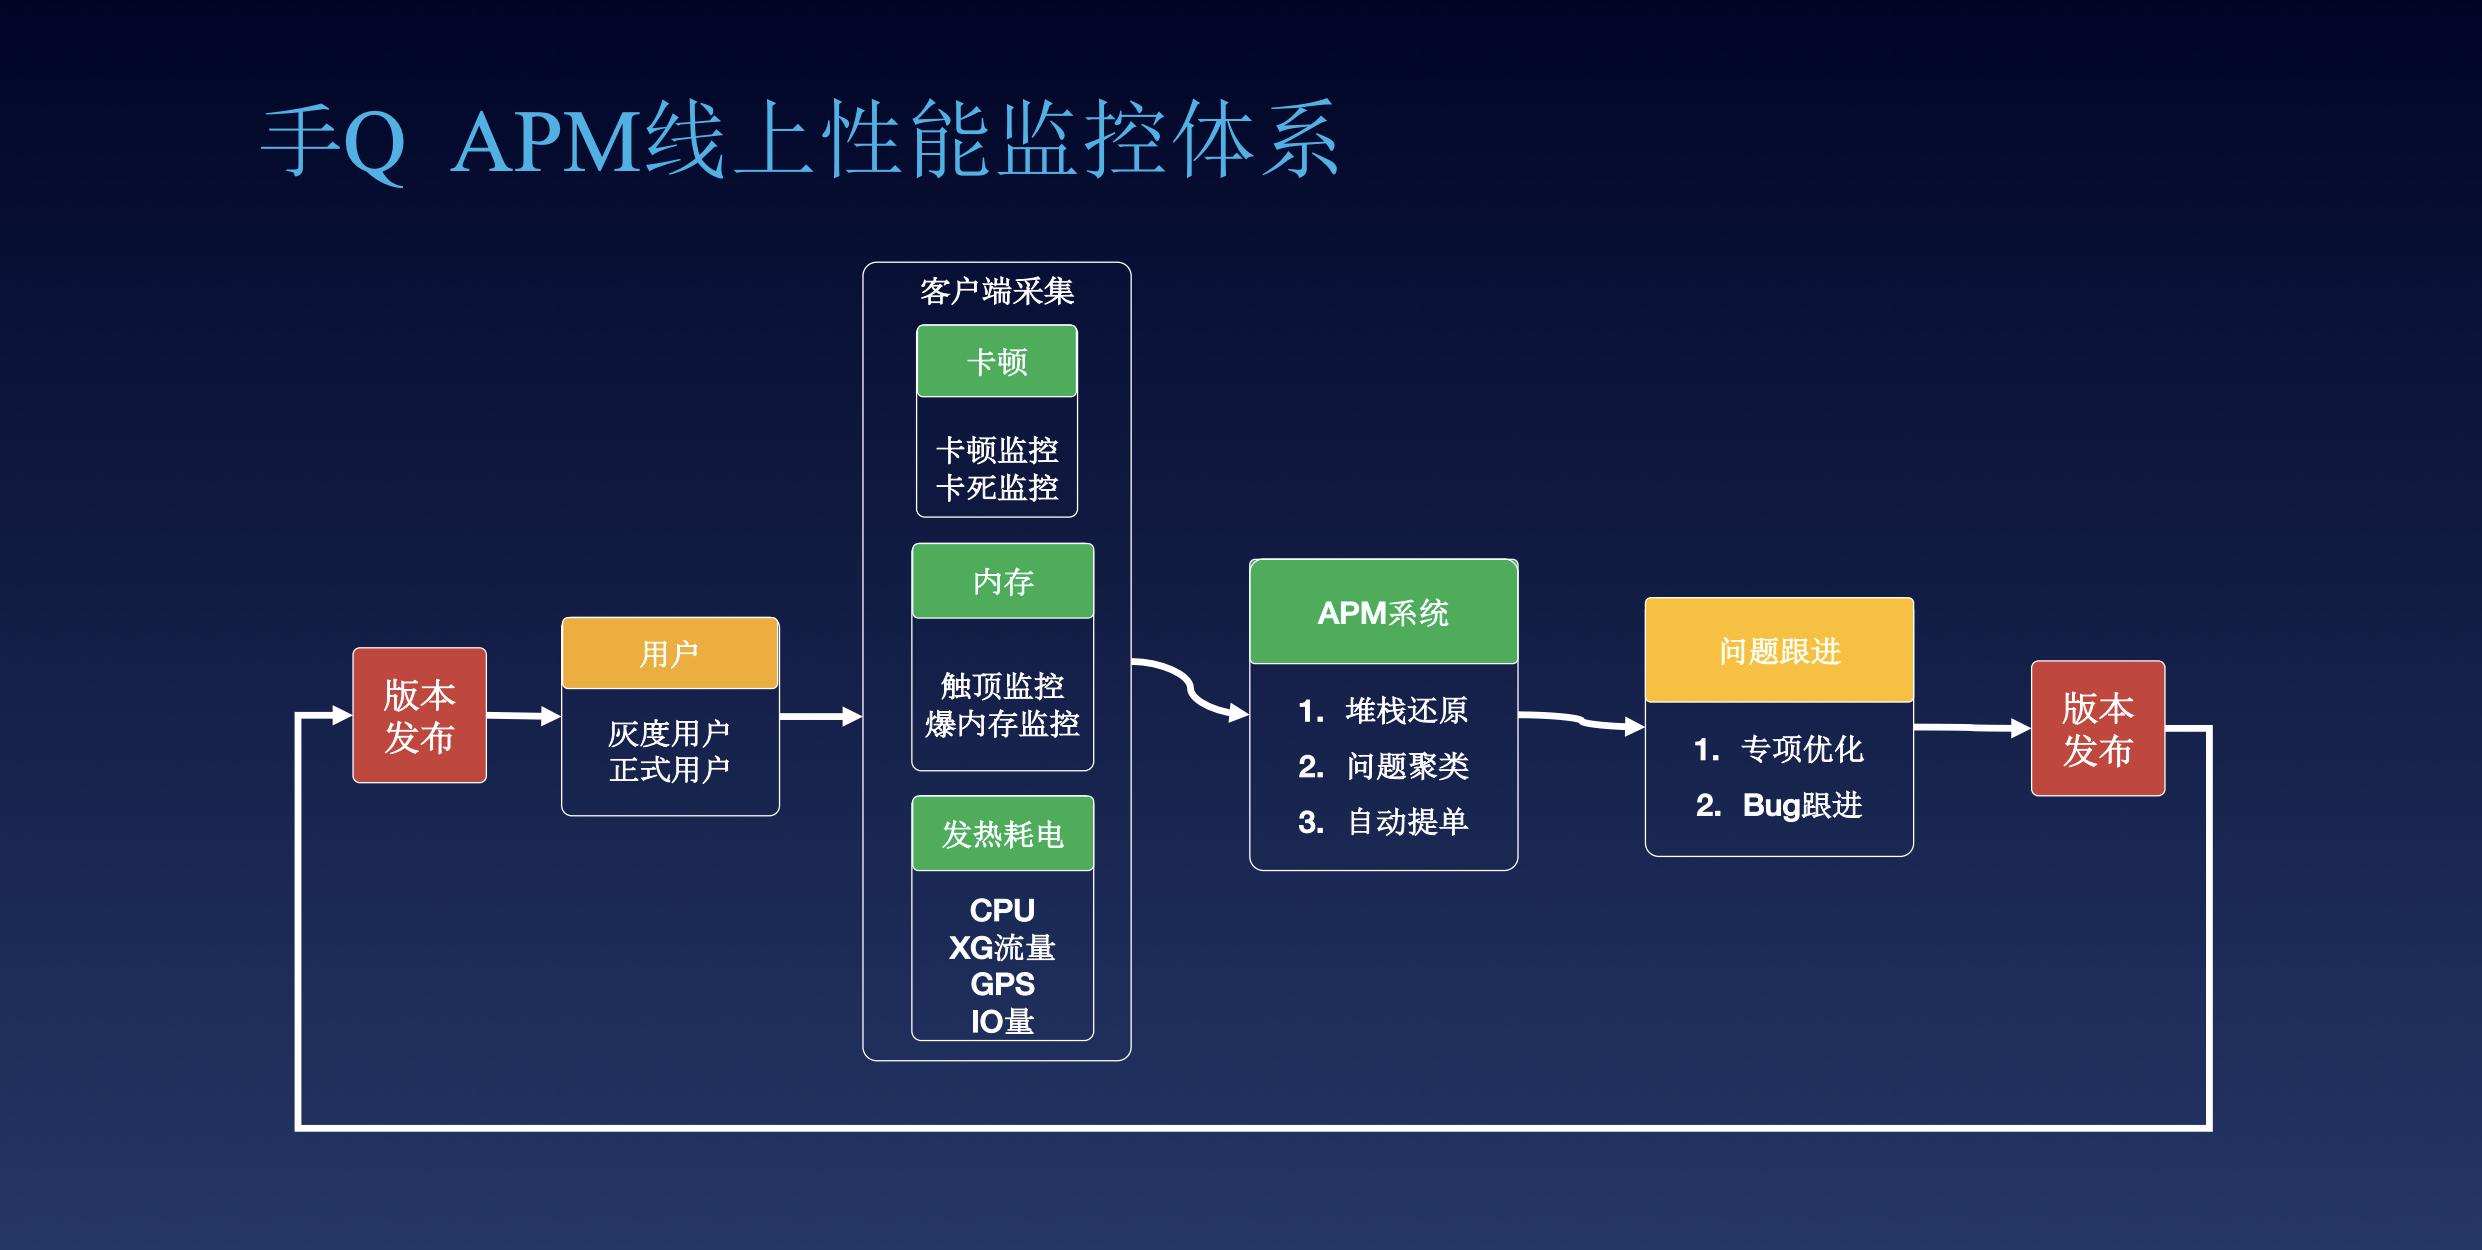 手Q  APM线上性能监控体系
版本
发布
用户
灰度用户
正式用户
客户端采集
卡顿
卡顿监控
卡死监控
内存
触顶监控
爆内存监控
发热耗电
CPU
XG流量
GPS
IO量
APM系统
1. 堆栈还原
2. 问题聚类
3. 自动提单
问题跟进
1. 专项优化
2. Bug跟进
版本
发布